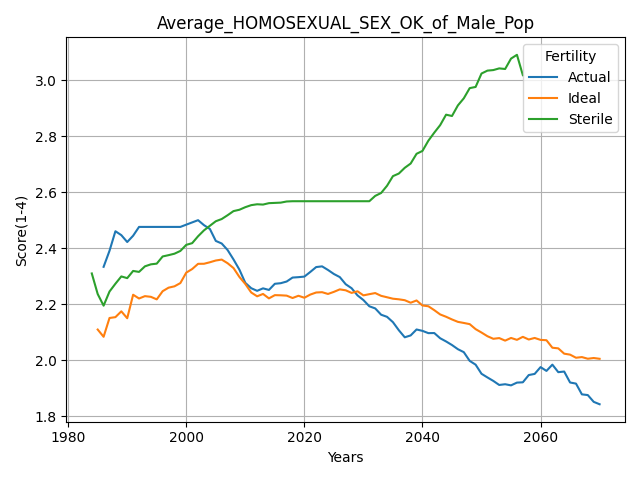 Average_HOMOSEXUAL_SEX_OK_of_Male_Pop
Fertility
Actual
Ideal
Sterile
Score(1-4)
3.0
2.8
2.6
2.4
2.2
2.0
1.8
1980
2000
2020
2040
2060
Years